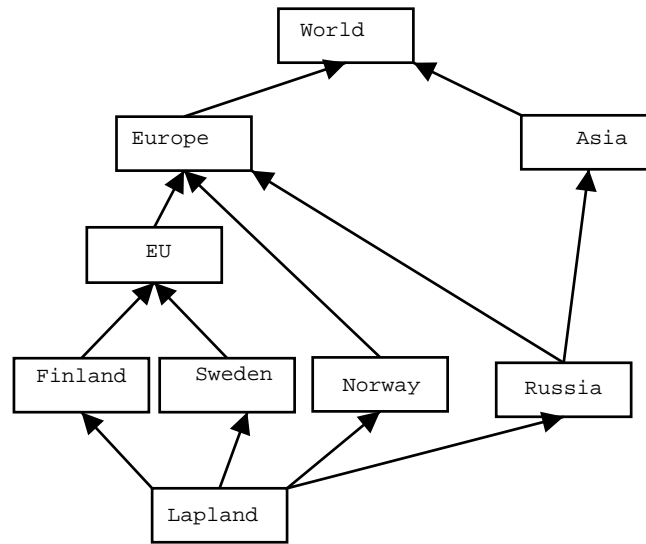 World
Europe
Asia
EU
Finland
Sweden
Norway
Russia
Lapland